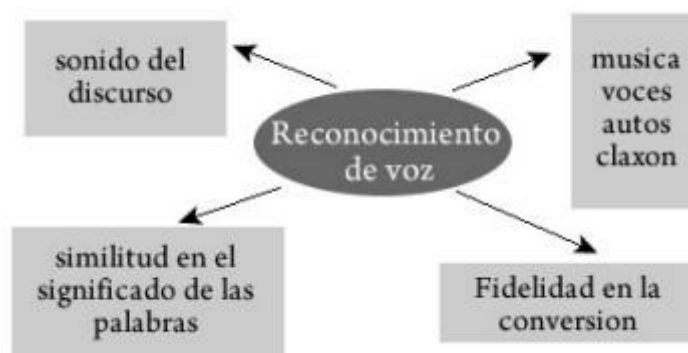 sonido del
discurso
musica
voces
autos
claxon
Reconocimiento
de voz
similitud en el
significado de las
palabras
Fidelidad en la
conversion